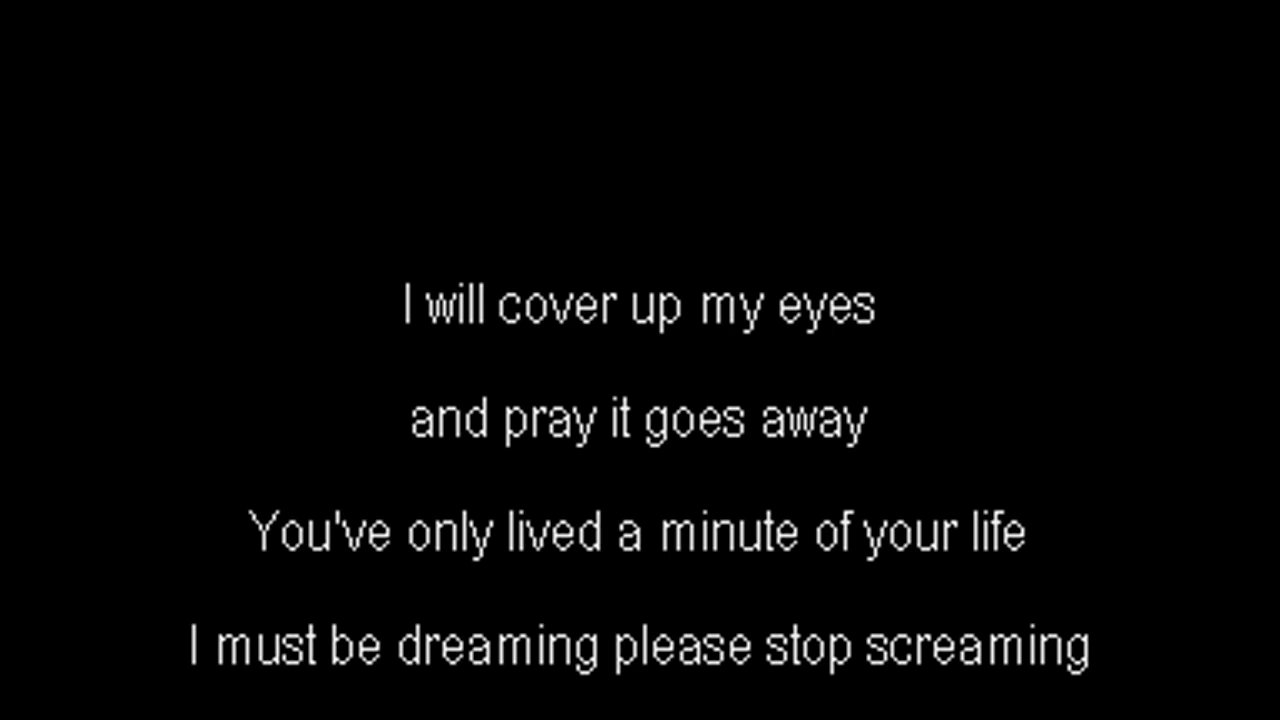 I will cover up my eyes
and pray it goes away
You've only lived a minute of your life
I must be dreaming please stop screaming